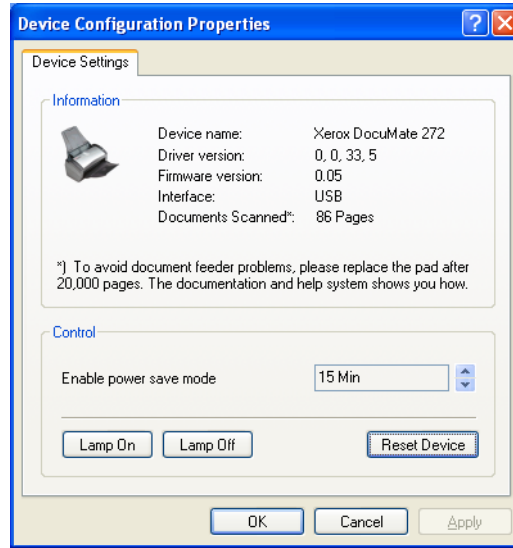 Device Configuration Properties
Device Settings
Information
Device name: Xerox DocuMate 272
Driver version: 0, 0, 33, 5
Firmware version: 0.05
Interface: USB
Documents Scanned*: 86 Pages
*) To avoid document feeder problems, please replace the pad after
20,000 pages. The documentation and help system shows you how.
Control
Enable power save mode 15 Min
Lamp On Lamp Off Reset Device
OK Cancel Apply